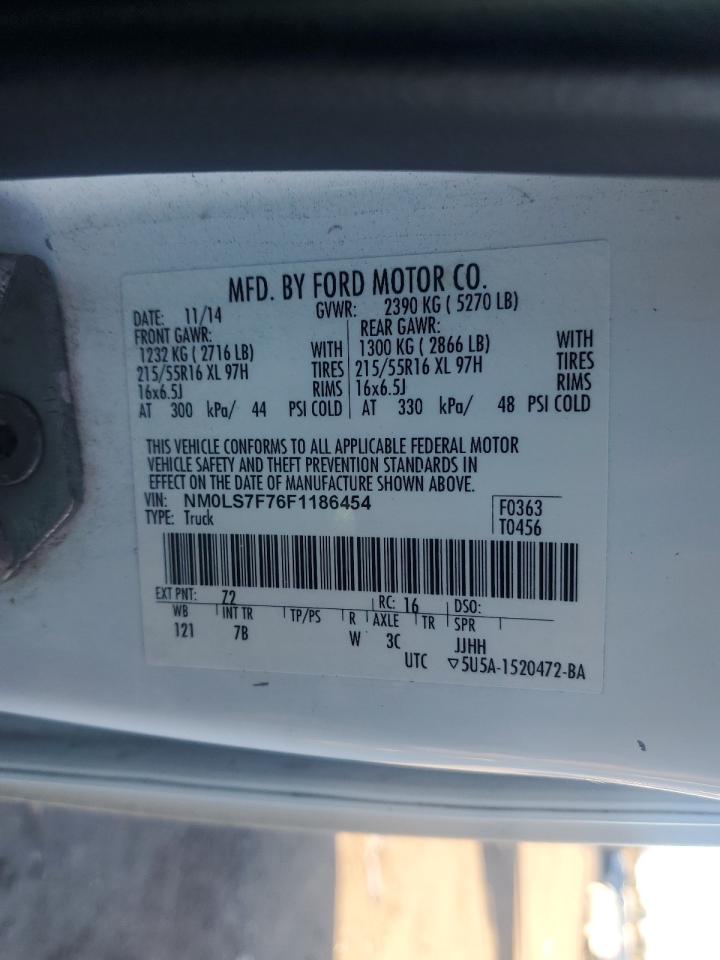 MFD. BY FORD MOTOR CO.
DATE: 11/14 GVWR: 2390 KG ( 5270 LB)
FRONT GAWR: REAR GAWR:
1232 KG ( 2716 LB) WITH 1300 KG ( 2866 LB) WITH
215/55R16 XL 97H TIRES 215/55R16 XL 97H TIRES
16x6.5J RIMS 16x6.5J RIMS
AT 300 kPa/ 44 PSI COLD AT 330 kPa/ 48 PSI COLD
THIS VEHICLE CONFORMS TO ALL APPLICABLE FEDERAL MOTOR
VEHICLE SAFETY AND THEFT PREVENTION STANDARDS IN
EFFECT ON THE DATE OF MANUFACTURE SHOWN ABOVE.
VIN: NM0LS7F76F1186454 F0363
TYPE: Truck T0456
EXT PNT: Z2 RC: 16 DSO:
WB INT TR TP/PS R AXLE TR SPR
121 7B W 3C JJHH
UTC ▽5U5A-1520472-BA